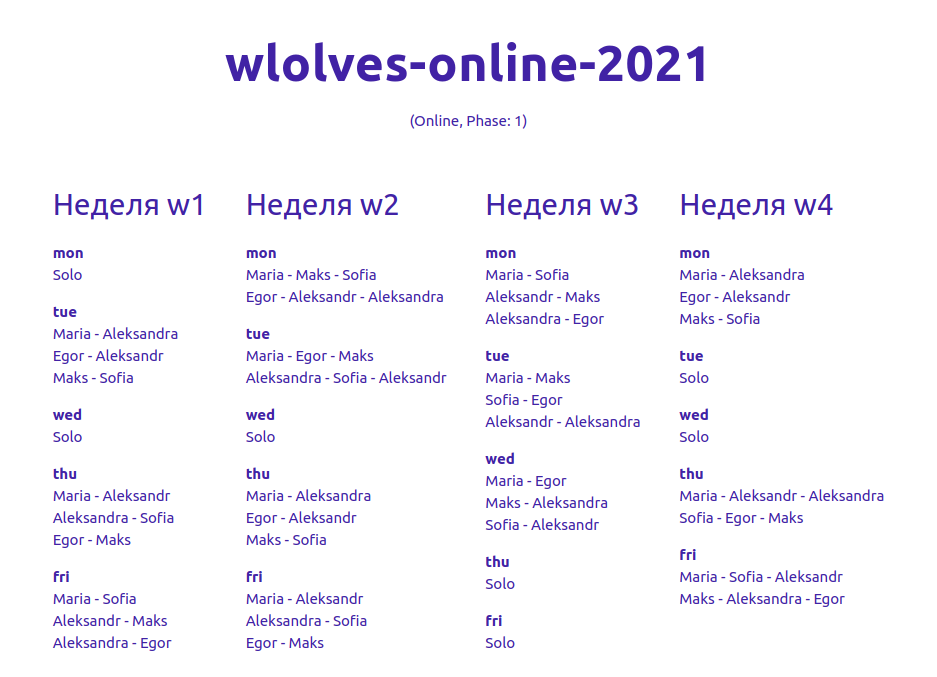 wlolves-online-2021
(Online, Phase: 1)
Неделя w1
mon
Solo
tue
Maria - Aleksandra
Egor - Aleksandr
Maks - Sofia
wed
Solo
thu
Maria - Aleksandr
Aleksandra - Sofia
Egor - Maks
fri
Maria - Sofia
Aleksandr - Maks
Aleksandra - Egor
Неделя w2
mon
Maria - Maks - Sofia
Egor - Aleksandr - Aleksandra
tue
Maria - Egor - Maks
Aleksandra - Sofia - Aleksandr
wed
Solo
thu
Maria - Aleksandra
Egor - Aleksandr
Maks - Sofia
fri
Maria - Aleksandr
Aleksandra - Sofia
Egor - Maks
Неделя w3
mon
Maria - Sofia
Aleksandr - Maks
Aleksandra - Egor
tue
Maria - Maks
Sofia - Egor
Aleksandr - Aleksandra
wed
Maria - Egor
Maks - Aleksandra
Sofia - Aleksandr
thu
Solo
fri
Solo
Неделя w4
mon
Maria - Aleksandra
Egor - Aleksandr
Maks - Sofia
tue
Solo
wed
Solo
thu
Maria - Aleksandr - Aleksandra
Sofia - Egor - Maks
fri
Maria - Sofia - Aleksandr
Maks - Aleksandra - Egor